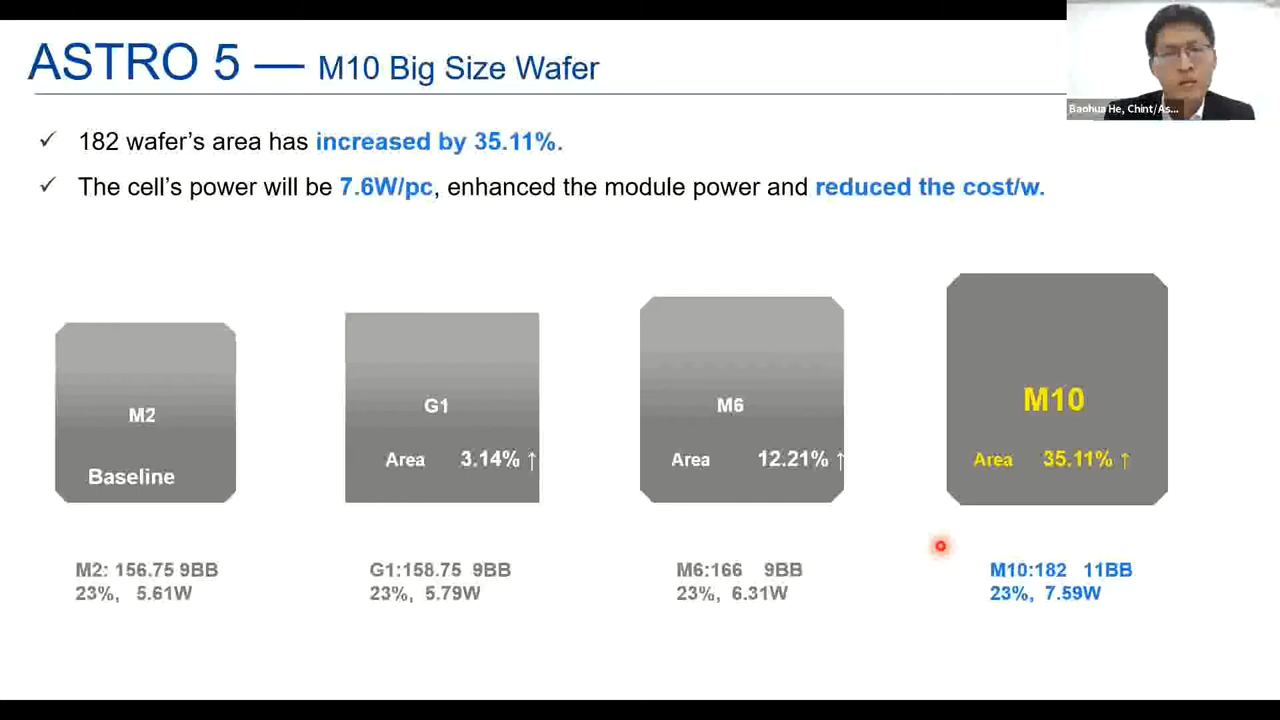 ASTRO 5 — M10 Big Size Wafer
Baohua He, Chint/As...
✓ 182 wafer's area has increased by 35.11%.
✓ The cell's power will be 7.6W/pc, enhanced the module power and reduced the cost/w.
M2
Baseline
G1
Area 3.14% ↑
M6
Area 12.21% ↑
M10
Area 35.11% ↑
M2: 156.75 9BB
23%, 5.61W
G1:158.75 9BB
23%, 5.79W
M6:166 9BB
23%, 6.31W
M10:182 11BB
23%, 7.59W